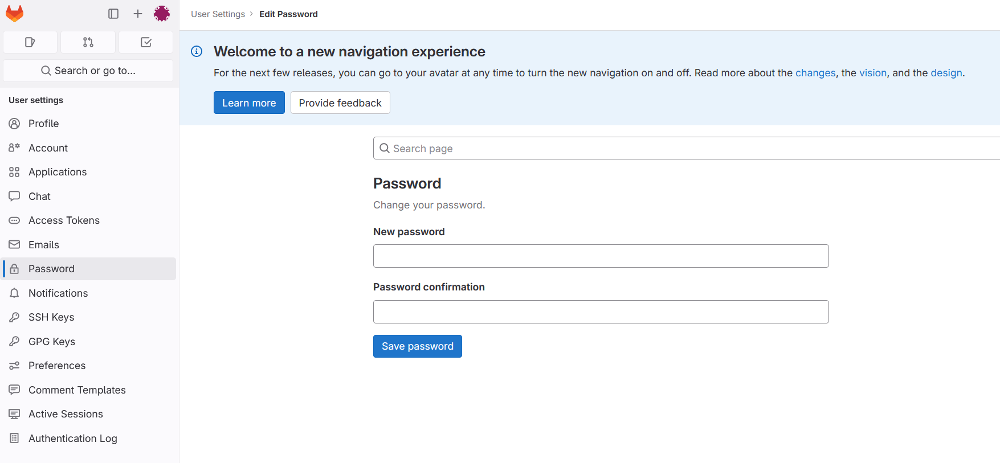 User Settings › Edit Password
Search or go to...
User settings
Profile
Account
Applications
Chat
Access Tokens
Emails
Password
Notifications
SSH Keys
GPG Keys
Preferences
Comment Templates
Active Sessions
Authentication Log
Welcome to a new navigation experience
For the next few releases, you can go to your avatar at any time to turn the new navigation on and off. Read more about the changes, the vision, and the design.
Learn more Provide feedback
Search page
Password
Change your password.
New password
Password confirmation
Save password